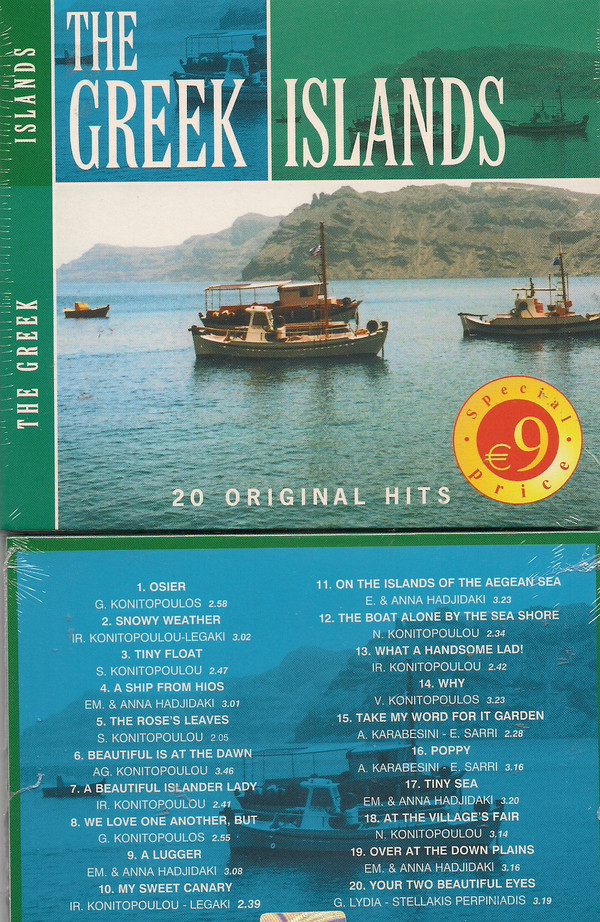 ISLANDS
THE GREEK
THE
GREEK ISLANDS
Special
€9
price
20 ORIGINAL HITS
1. OSIER
G. KONITOPOULOS 2.58
2. SNOWY WEATHER
IR. KONITOPOULOU-LEGAKI 3.02
3. TINY FLOAT
S. KONITOPOULOU 2.47
4. A SHIP FROM HIOS
EM. & ANNA HADJIDAKI 3.01
5. THE ROSE'S LEAVES
S. KONITOPOULOU 2.05
6. BEAUTIFUL IS AT THE DAWN
AG. KONITOPOULOU 3.46
7. A BEAUTIFUL ISLANDER LADY
IR. KONITOPOULOU 2.41
8. WE LOVE ONE ANOTHER, BUT
G. KONITOPOULOS 2.55
9. A LUGGER
EM. & ANNA HADJIDAKI 3.08
10. MY SWEET CANARY
IR. KONITOPOULOU - LEGAKI 2.39
11. ON THE ISLANDS OF THE AEGEAN SEA
E. & ANNA HADJIDAKI 3.23
12. THE BOAT ALONE BY THE SEA SHORE
N. KONITOPOULOU 2.34
13. WHAT A HANDSOME LAD!
IR. KONITOPOULOU 2.42
14. WHY
V. KONITOPOULOS 3.23
15. TAKE MY WORD FOR IT GARDEN
A. KARABESINI - E. SARRI 2.28
16. POPPY
A. KARABESINI - E. SARRI 3.16
17. TINY SEA
EM. & ANNA HADJIDAKI 3.20
18. AT THE VILLAGE'S FAIR
N. KONITOPOULOU 3.14
19. OVER AT THE DOWN PLAINS
EM. & ANNA HADJIDAKI 3.16
20. YOUR TWO BEAUTIFUL EYES
G. LYDIA - STELLAKIS PERPINIADIS 3.19